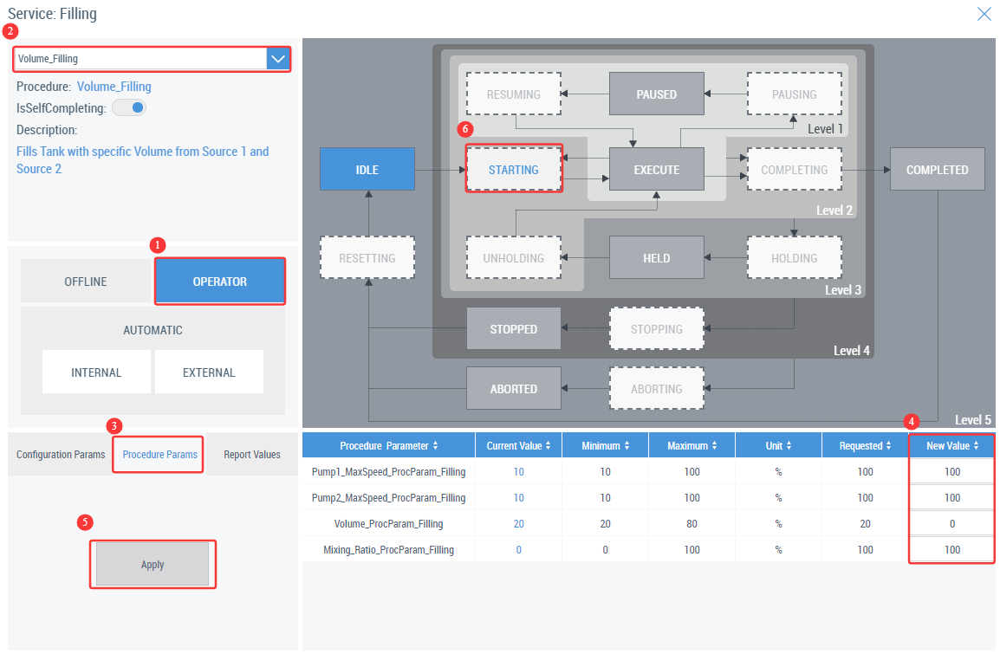 Service: Filling
2
Volume_Filling
Procedure: Volume_Filling
IsSelfCompleting:
Description:
Fills Tank with specific Volume from Source 1 and
Source 2
1
OFFLINE
OPERATOR
AUTOMATIC
INTERNAL
EXTERNAL
3
Configuration Params
Procedure Params
Report Values
5
Apply
RESUMING
PAUSED
PAUSING
Level 1
6
IDLE
STARTING
EXECUTE
COMPLETING
COMPLETED
Level 2
RESETTING
UNHOLDING
HELD
HOLDING
Level 3
STOPPED
STOPPING
Level 4
ABORTED
ABORTING
Level 5
4
Procedure Parameter Current Value Minimum Maximum Unit Requested New Value
Pump1_MaxSpeed_ProcParam_Filling 10 10 100 % 100 100
Pump2_MaxSpeed_ProcParam_Filling 10 10 100 % 100 100
Volume_ProcParam_Filling 20 20 80 % 20 0
Mixing_Ratio_ProcParam_Filling 0 0 100 % 100 100